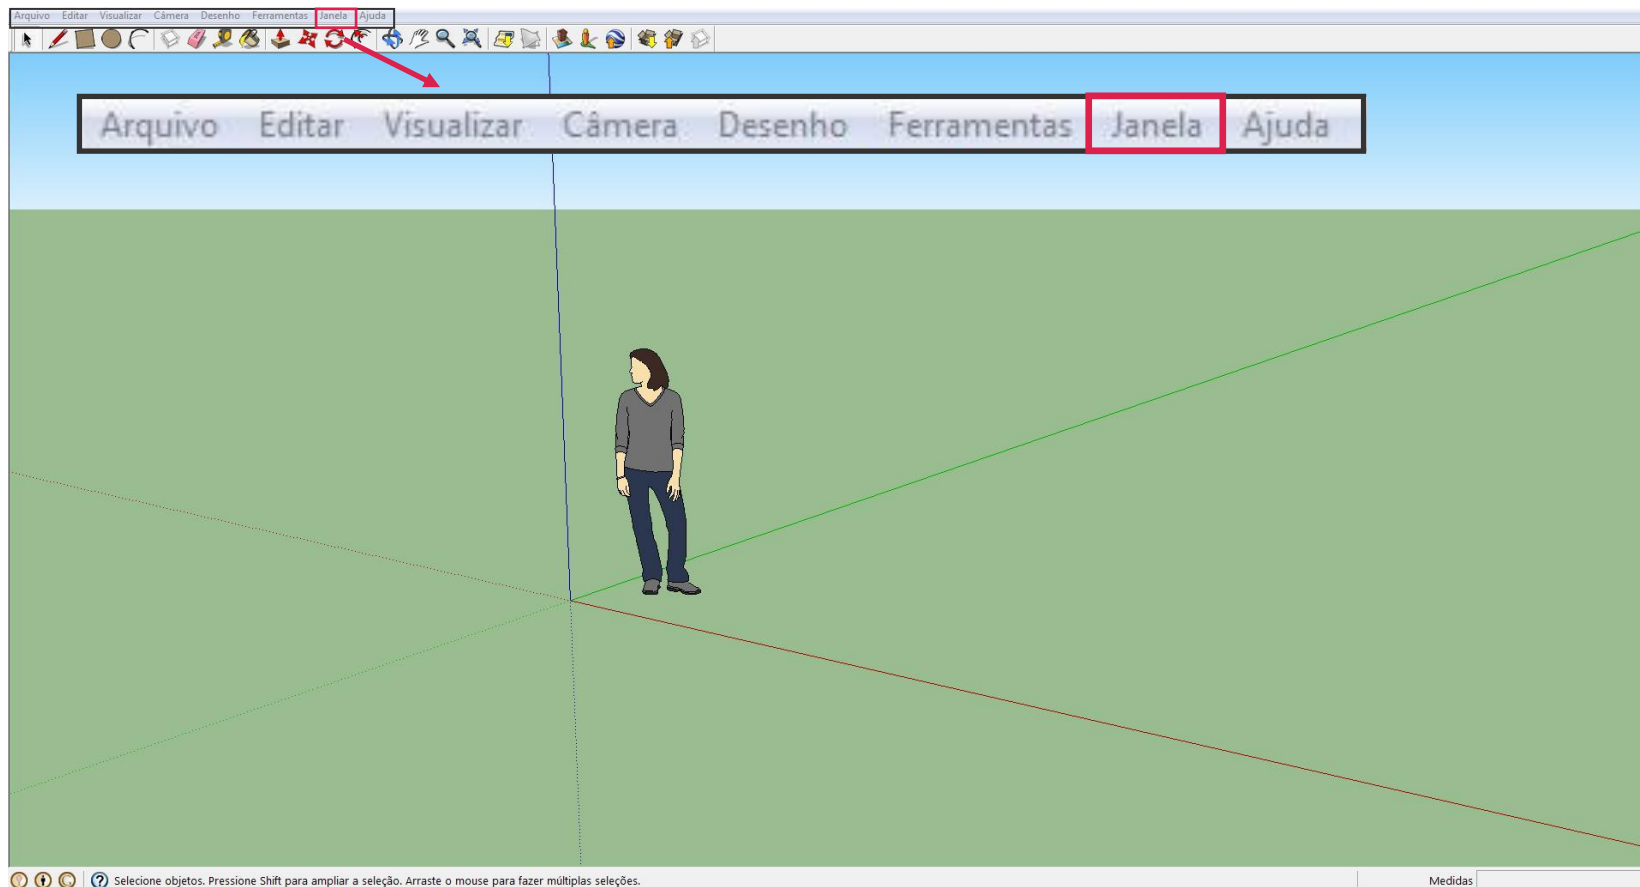 Arquivo Editar Visualizar Câmera Desenho Ferramentas Janela Ajuda
Arquivo Editar Visualizar Câmera Desenho Ferramentas Janela Ajuda
Selecione objetos. Pressione Shift para ampliar a seleção. Arraste o mouse para fazer múltiplas seleções. Medidas